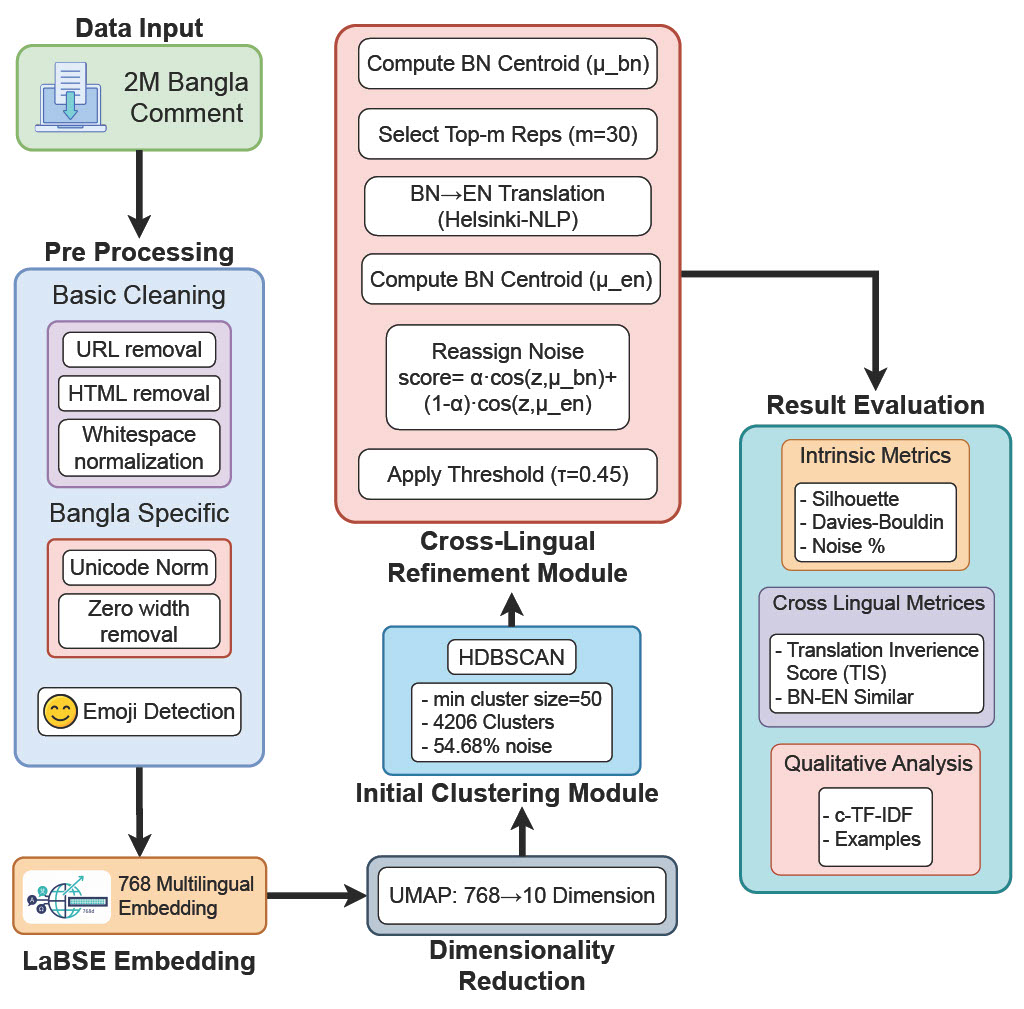 Data Input
2M Bangla
Comment
Pre Processing
Basic Cleaning
URL removal
HTML removal
Whitespace
normalization
Bangla Specific
Unicode Norm
Zero width
removal
Emoji Detection
768 Multilingual
Embedding
768d
LaBSE Embedding
UMAP: 768→10 Dimension
Dimensionality
Reduction
HDBSCAN
- min cluster size=50
- 4206 Clusters
- 54.68% noise
Initial Clustering Module
Compute BN Centroid (μ_bn)
Select Top-m Reps (m=30)
BN→EN Translation
(Helsinki-NLP)
Compute BN Centroid (μ_en)
Reassign Noise
score= α·cos(z,μ_bn)+
(1-α)·cos(z,μ_en)
Apply Threshold (τ=0.45)
Cross-Lingual
Refinement Module
Result Evaluation
Intrinsic Metrics
- Silhouette
- Davies-Bouldin
- Noise %
Cross Lingual Metrices
- Translation Inverience
Score (TIS)
- BN-EN Similar
Qualitative Analysis
- c-TF-IDF
- Examples